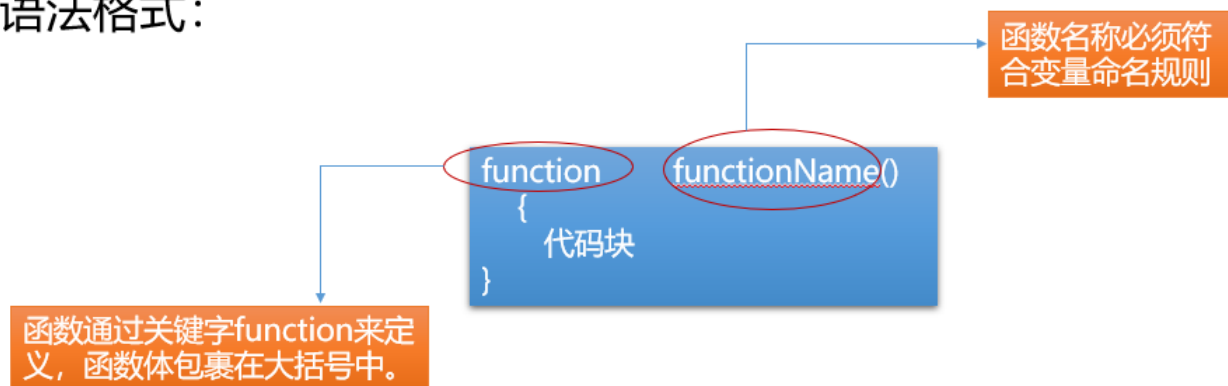 语法格式：
函数名称必须符
合变量命名规则
function functionName()
{
代码块
}
函数通过关键字function来定
义，函数体包裹在大括号中。